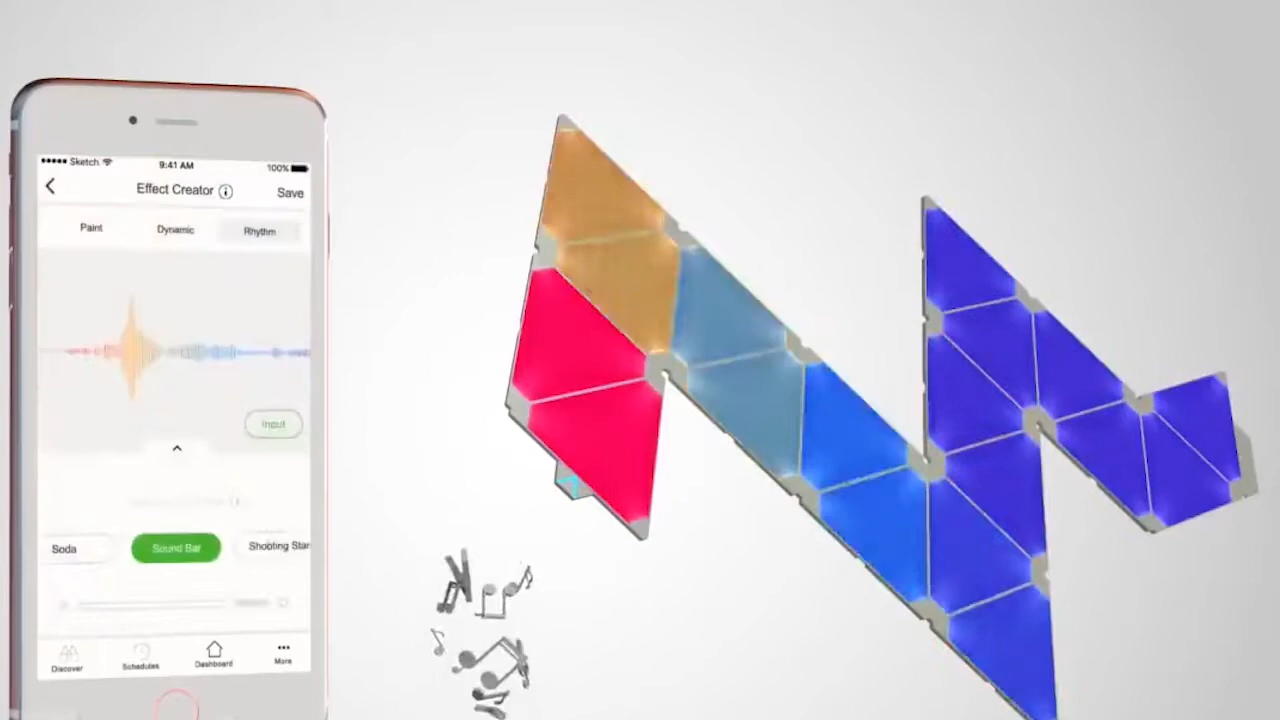 Sketch 9:41 AM 100%
Effect Creator Save
Paint Dynamic Rhythm
Input
Soda Sound Bar Shooting Star
Discover Schedules Dashboard More